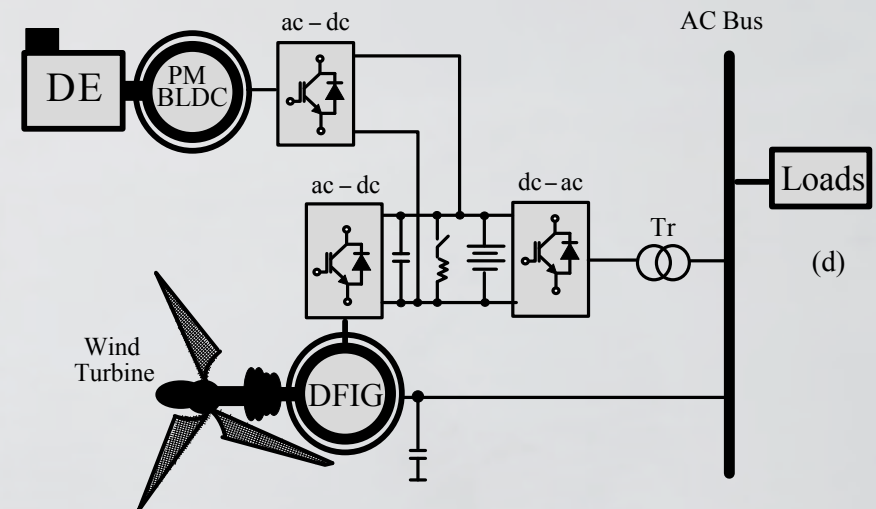 ac – dc
AC Bus
DE
PM
BLDC
ac – dc
dc – ac
Loads
Tr
(d)
Wind
Turbine
DFIG